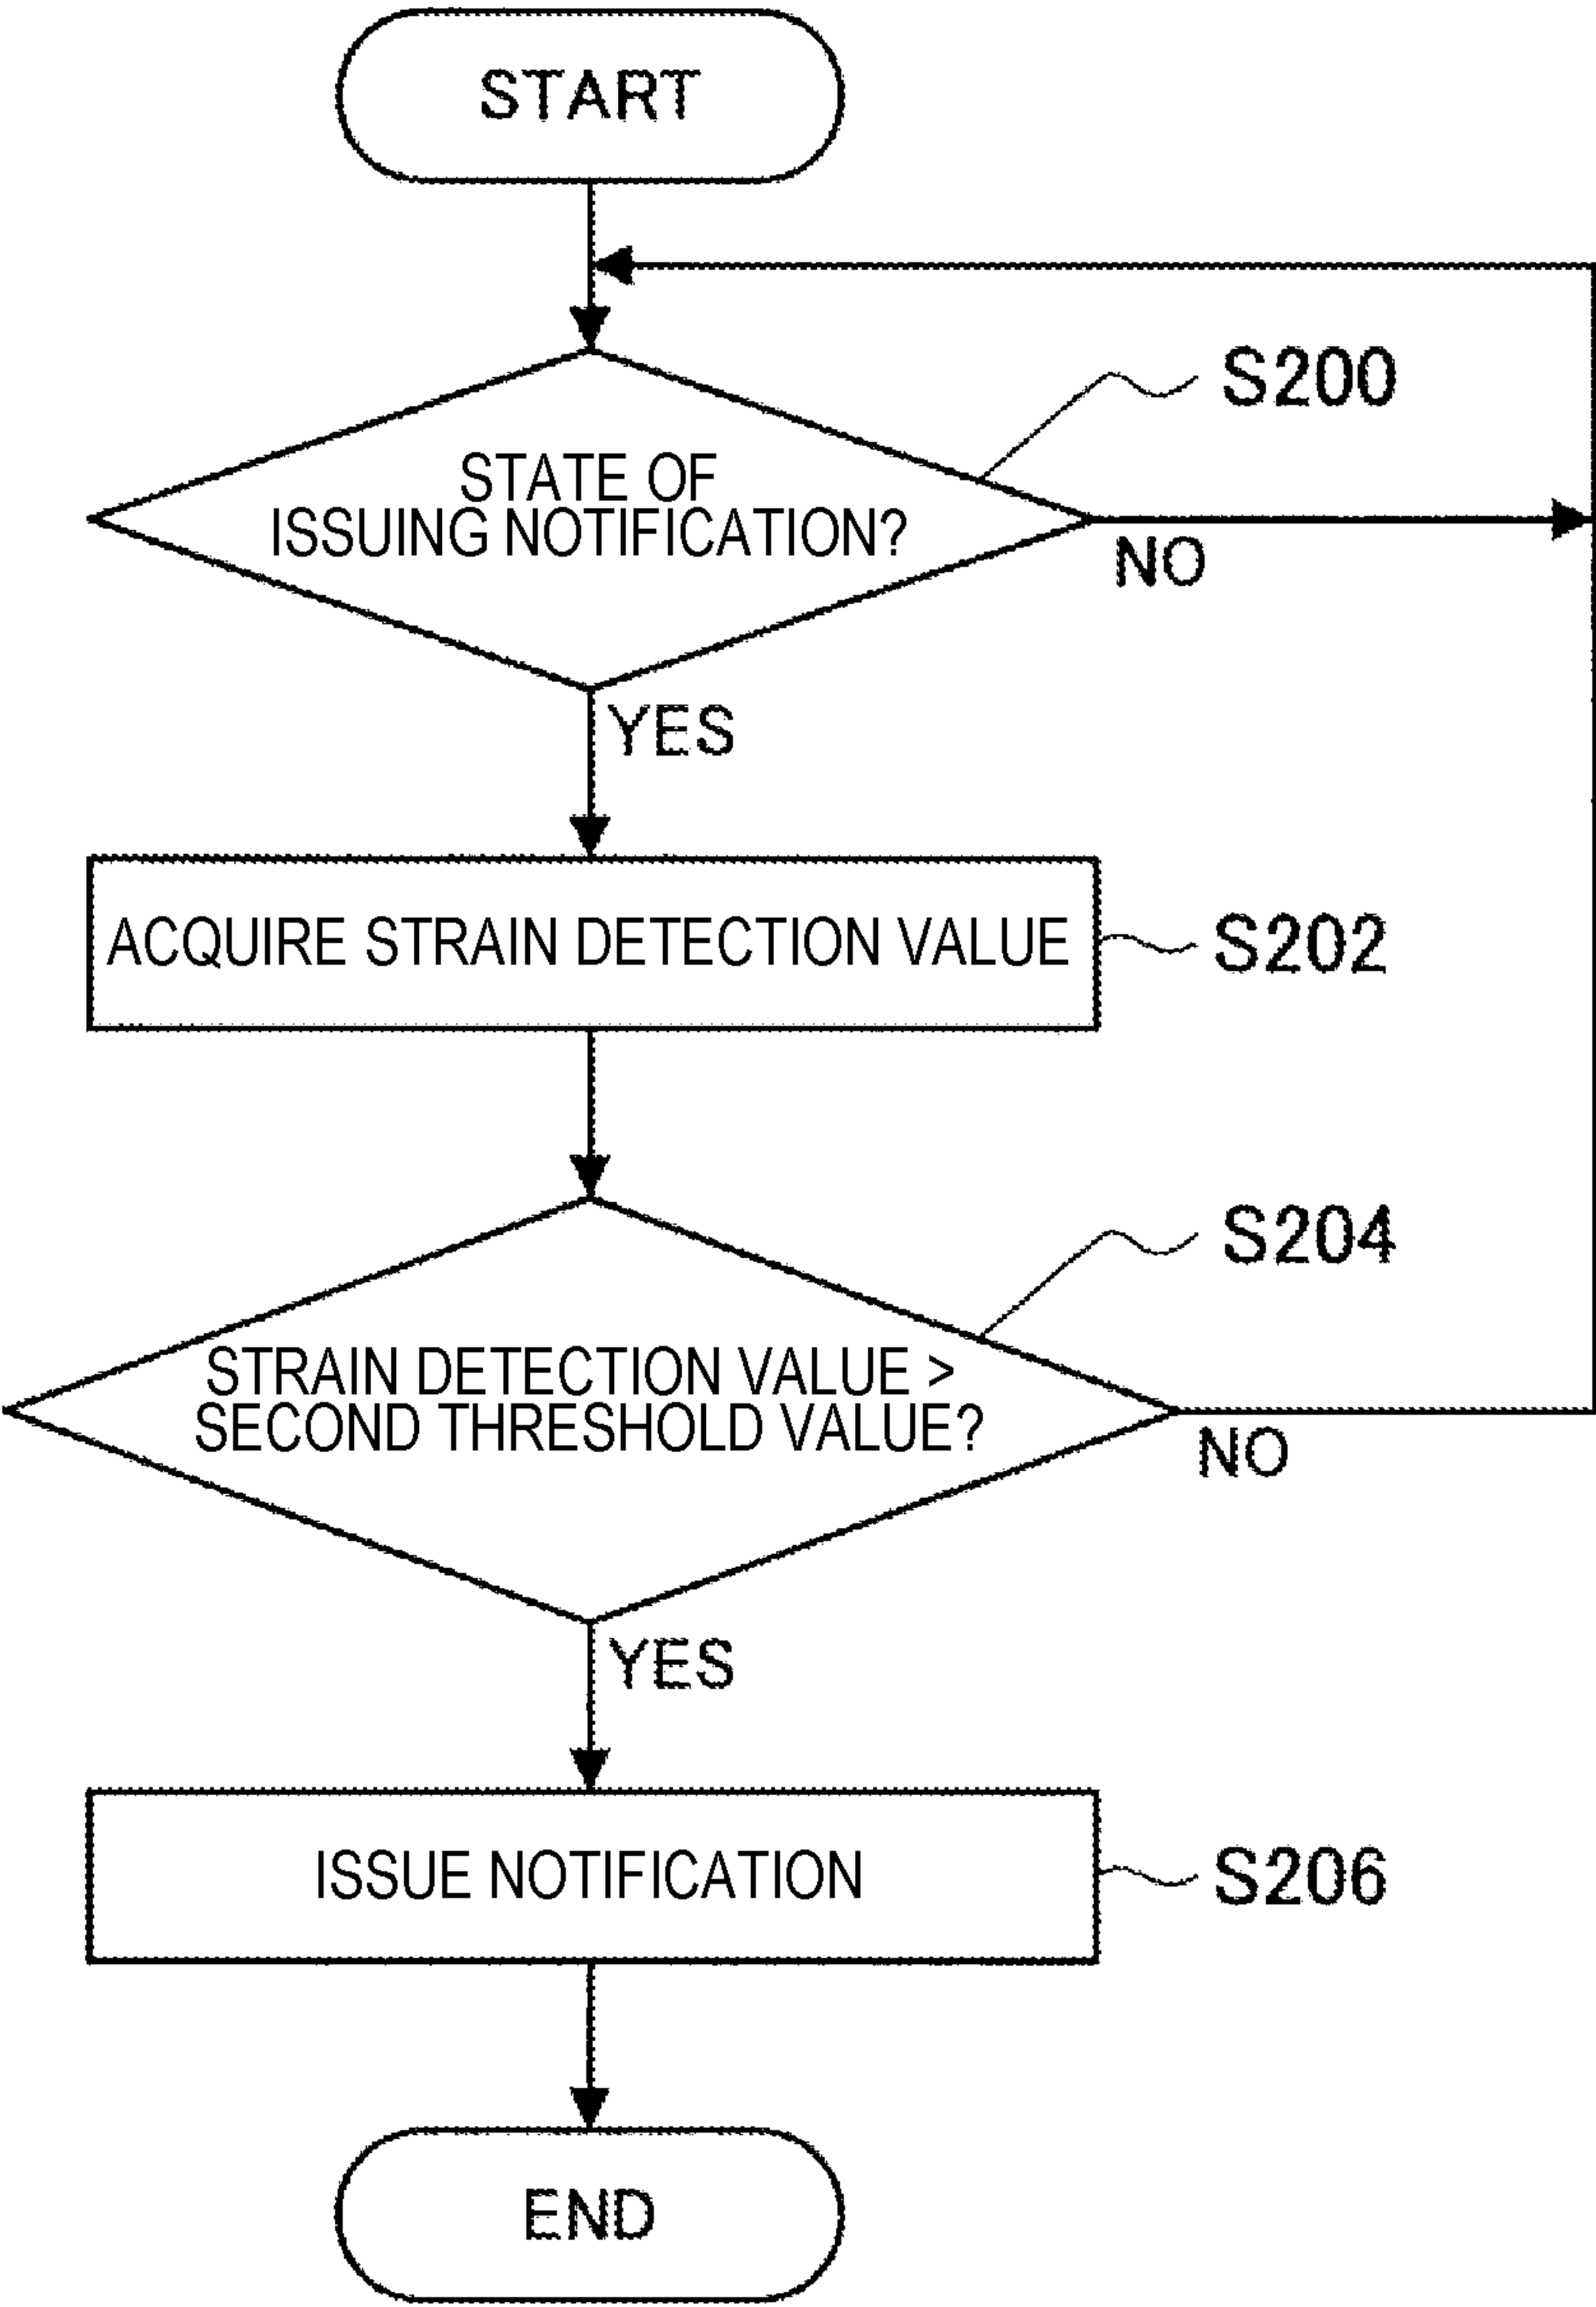 START
S200
STATE OF
ISSUING NOTIFICATION?
NO
YES
ACQUIRE STRAIN DETECTION VALUE
S202
S204
STRAIN DETECTION VALUE >
SECOND THRESHOLD VALUE?
NO
YES
ISSUE NOTIFICATION
S206
END